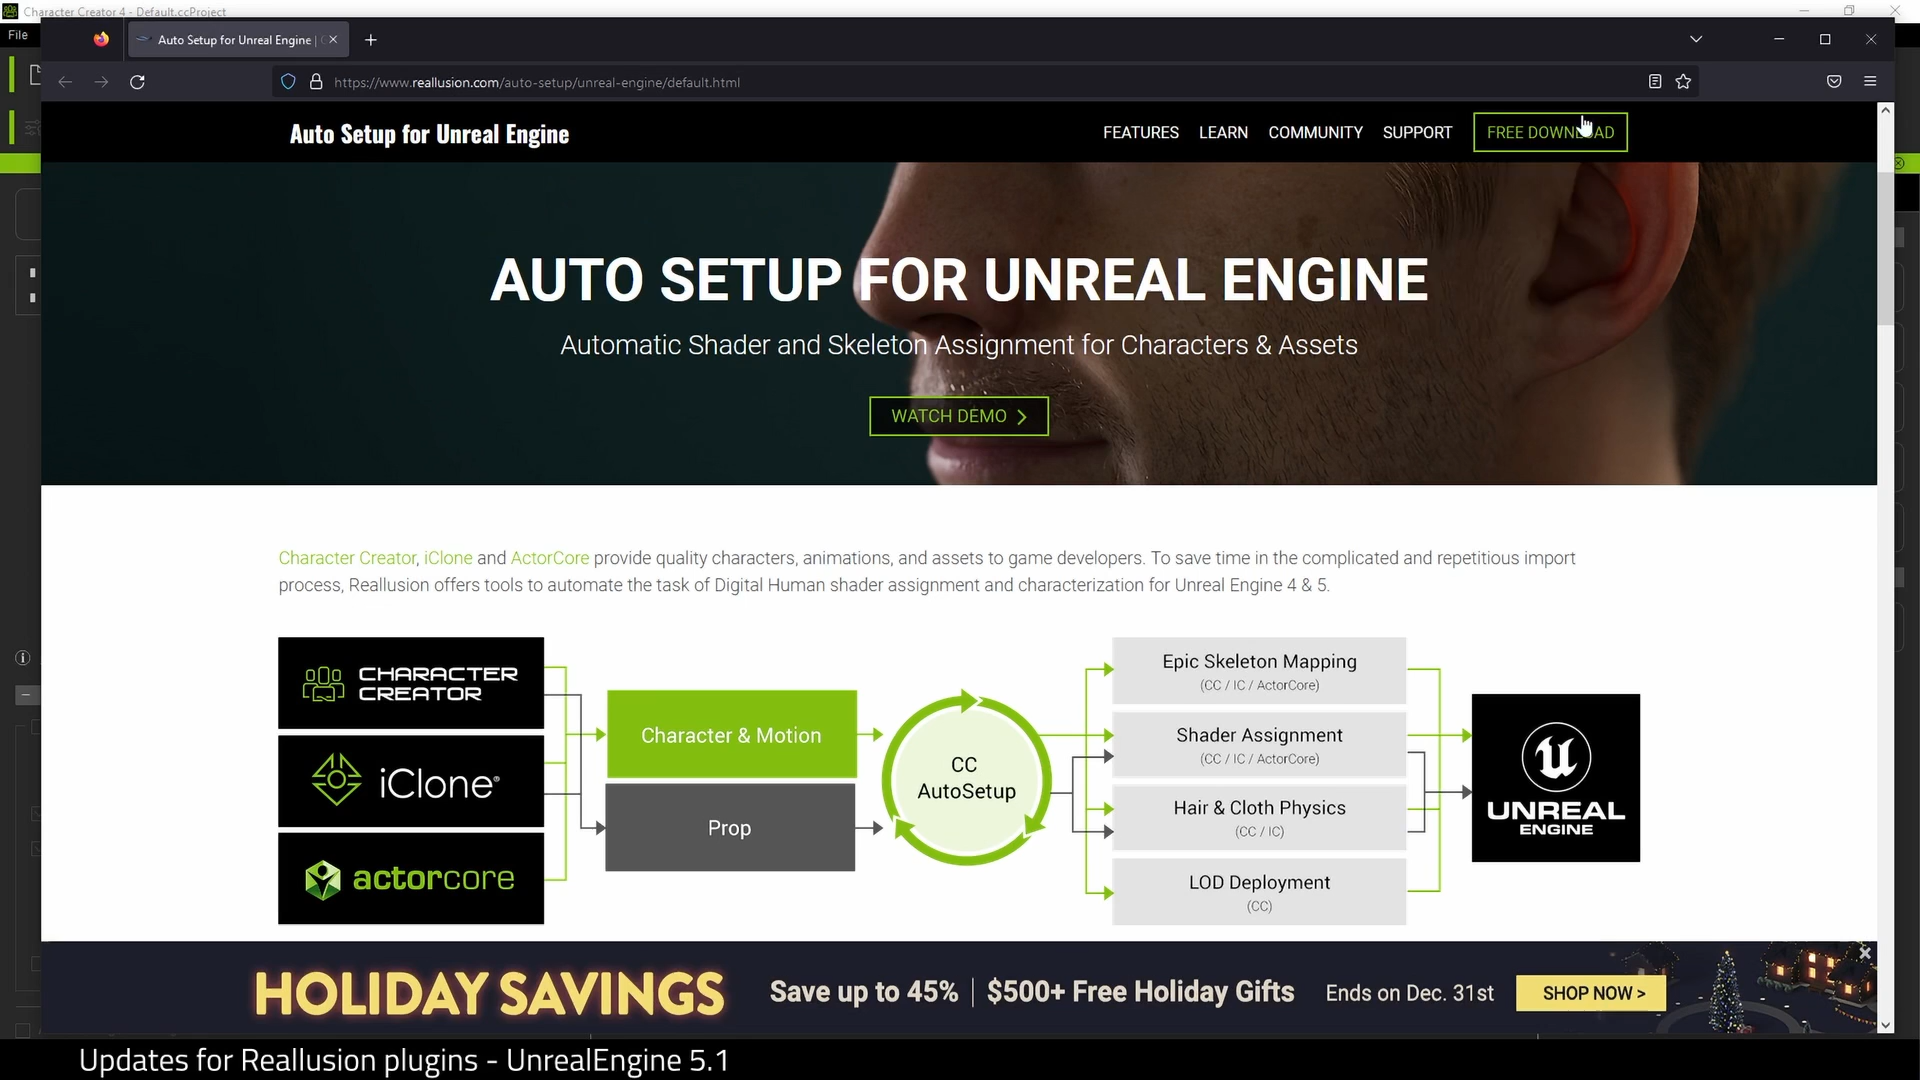 Character Creator 4 - Default.ccProject
File
Auto Setup for Unreal Engine |
https://www.reallusion.com/auto-setup/unreal-engine/default.html
Auto Setup for Unreal Engine
FEATURES LEARN COMMUNITY SUPPORT FREE DOWNLOAD
AUTO SETUP FOR UNREAL ENGINE
Automatic Shader and Skeleton Assignment for Characters & Assets
WATCH DEMO >
Character Creator, iClone and ActorCore provide quality characters, animations, and assets to game developers. To save time in the complicated and repetitious import
process, Reallusion offers tools to automate the task of Digital Human shader assignment and characterization for Unreal Engine 4 & 5.
CHARACTER
CREATOR
iClone®
actorcore
Character & Motion
Prop
CC
AutoSetup
Epic Skeleton Mapping
(CC / IC / ActorCore)
Shader Assignment
(CC / IC / ActorCore)
Hair & Cloth Physics
(CC / IC)
LOD Deployment
(CC)
UNREAL
ENGINE
HOLIDAY SAVINGS
Save up to 45% | $500+ Free Holiday Gifts
Ends on Dec. 31st
SHOP NOW >
Updates for Reallusion plugins - UnrealEngine 5.1